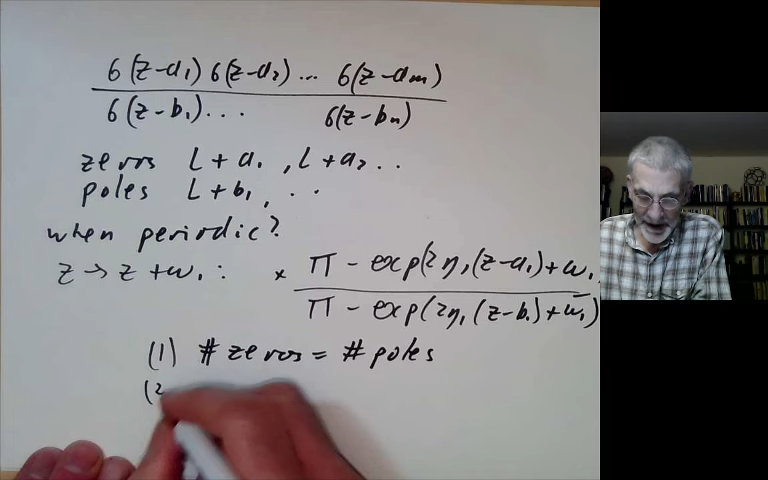 σ(z-a₁) σ(z-a₂) ... σ(z-am)
σ(z-b₁)... σ(z-bn)
zeros L+a₁, L+a₂..
poles L+b₁, ..
when periodic?
z→z+ω₁: × Π - exp(2η₁(z-a₁)+ω₁
Π - exp(2η₁(z-b₁)+ω₁)
(1) # zeros = # poles
(2